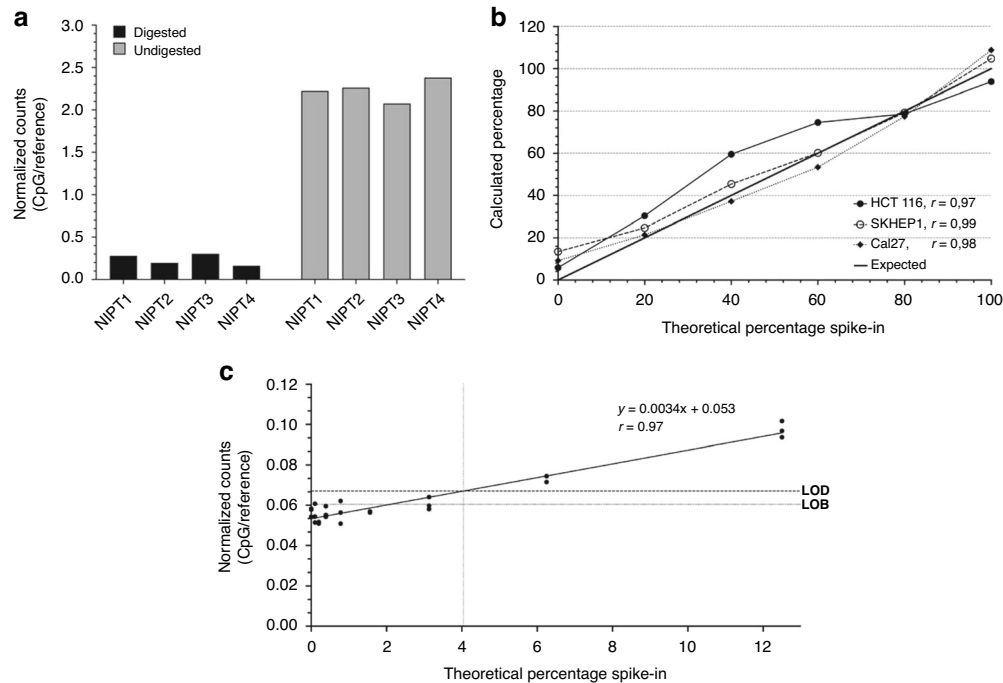 a
Digested
Undigested
3.0
2.5
2.0
1.5
1.0
0.5
0.0
Normalized counts
(CpG/reference)
NIPT1
NIPT2
NIPT3
NIPT4
NIPT1
NIPT2
NIPT3
NIPT4
b
120
100
80
60
40
20
0
Calculated percentage
HCT 116, r = 0,97
SKHEP1, r = 0,99
Cal27, r = 0,98
Expected
0
20
40
60
80
100
Theoretical percentage spike-in
c
0.12
0.10
0.08
0.06
0.04
0.02
0.00
Normalized counts
(CpG/reference)
y = 0.0034x + 0.053
r = 0.97
LOD
LOB
0
2
4
6
8
10
12
Theoretical percentage spike-in